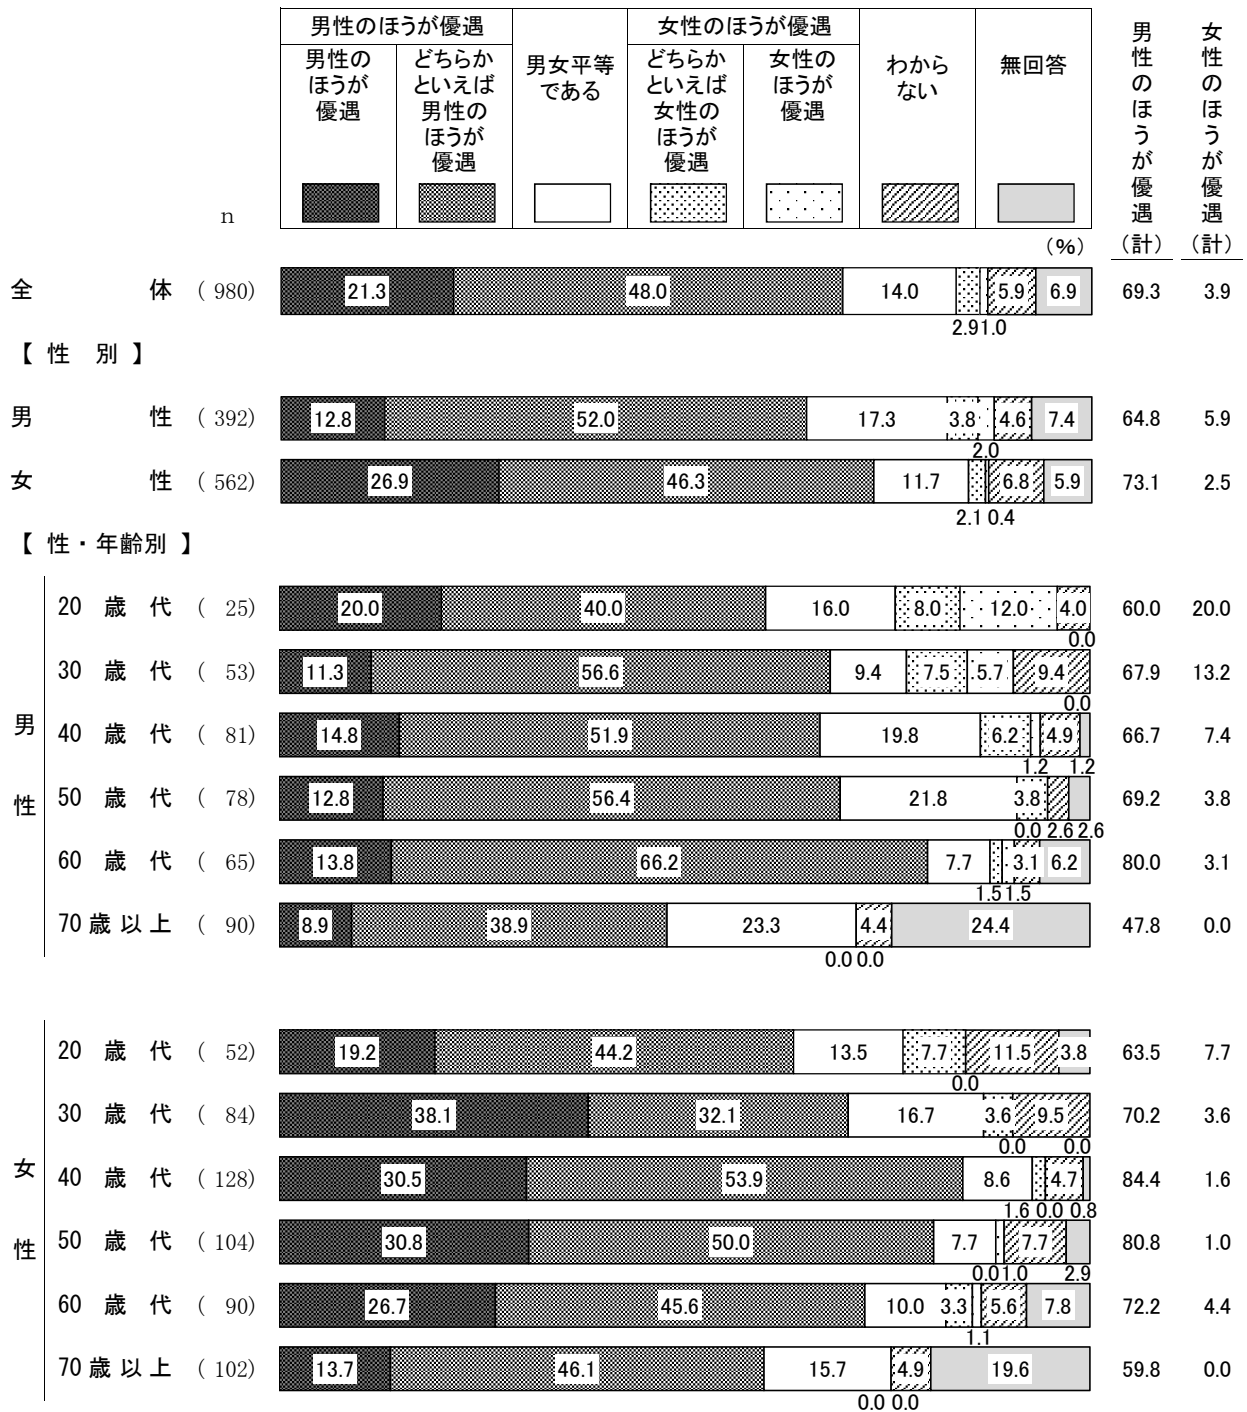 男性のほうが優遇
女性のほうが優遇
男性の
ほうが
優遇
どちらか
といえば
男性の
ほうが
優遇
男女平等
である
どちらか
といえば
女性の
ほうが
優遇
女性の
ほうが
優遇
わから
ない
無回答
男性のほうが優遇(計)
女性のほうが優遇(計)
n
(%)
全体 ( 980) 21.3 48.0 14.0 5.9 6.9 69.3 3.9
2.9 1.0
【 性 別 】
男性 ( 392) 12.8 52.0 17.3 3.8 4.6 7.4 64.8 5.9
2.0
女性 ( 562) 26.9 46.3 11.7 6.8 5.9 73.1 2.5
2.1 0.4
【 性・年齢別 】
男性
20 歳 代 ( 25) 20.0 40.0 16.0 8.0 12.0 4.0 60.0 20.0
0.0
30 歳 代 ( 53) 11.3 56.6 9.4 7.5 5.7 9.4 67.9 13.2
0.0
40 歳 代 ( 81) 14.8 51.9 19.8 6.2 4.9 66.7 7.4
1.2 1.2
50 歳 代 ( 78) 12.8 56.4 21.8 3.8 69.2 3.8
0.0 2.6 2.6
60 歳 代 ( 65) 13.8 66.2 7.7 3.1 6.2 80.0 3.1
1.5 1.5
70 歳 以 上 ( 90) 8.9 38.9 23.3 4.4 24.4 47.8 0.0
0.0 0.0
女性
20 歳 代 ( 52) 19.2 44.2 13.5 7.7 11.5 3.8 63.5 7.7
0.0
30 歳 代 ( 84) 38.1 32.1 16.7 3.6 9.5 70.2 3.6
0.0 0.0
40 歳 代 ( 128) 30.5 53.9 8.6 4.7 84.4 1.6
1.6 0.0 0.8
50 歳 代 ( 104) 30.8 50.0 7.7 7.7 80.8 1.0
0.0 1.0 2.9
60 歳 代 ( 90) 26.7 45.6 10.0 3.3 5.6 7.8 72.2 4.4
1.1
70 歳 以 上 ( 102) 13.7 46.1 15.7 4.9 19.6 59.8 0.0
0.0 0.0